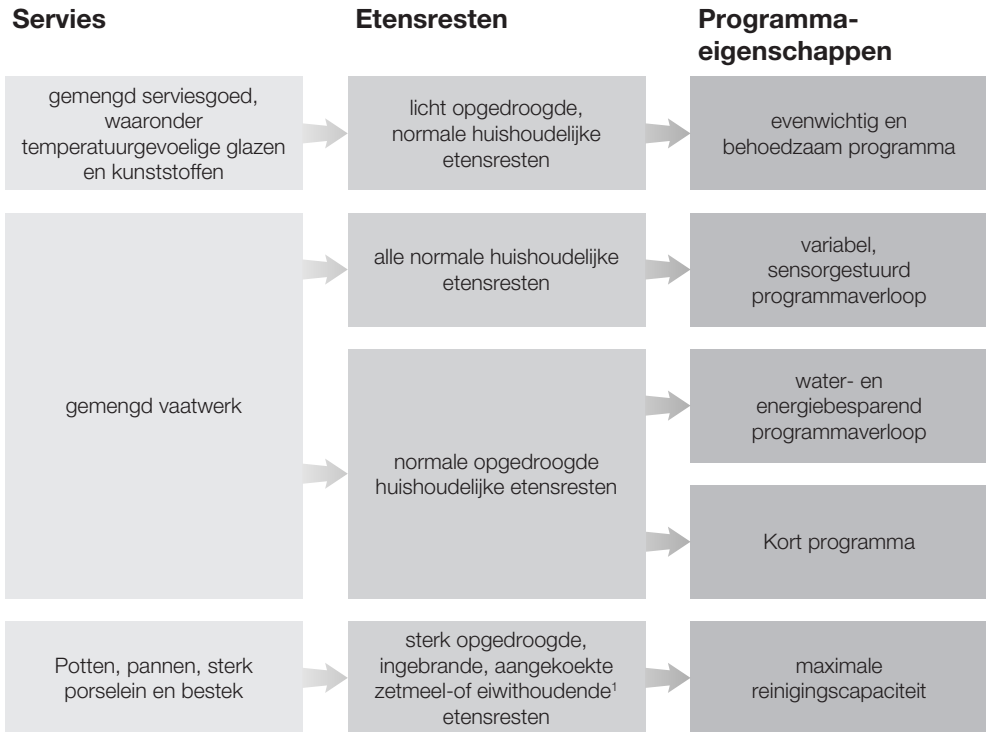 Servies
Etensresten
Programma-
eigenschappen
gemengd serviesgoed,
waaronder
temperatuurgevoelige glazen
en kunststoffen
licht opgedroogde,
normale huishoudelijke
etensresten
evenwichtig en
behoedzaam programma
gemengd vaatwerk
alle normale huishoudelijke
etensresten
variabel,
sensorgestuurd
programmaverloop
normale opgedroogde
huishoudelijke etensresten
water- en
energiebesparend
programmaverloop
Kort programma
Potten, pannen, sterk
porselein en bestek
sterk opgedroogde,
ingebrande, aangekoekte
zetmeel-of eiwithoudende¹
etensresten
maximale
reinigingscapaciteit